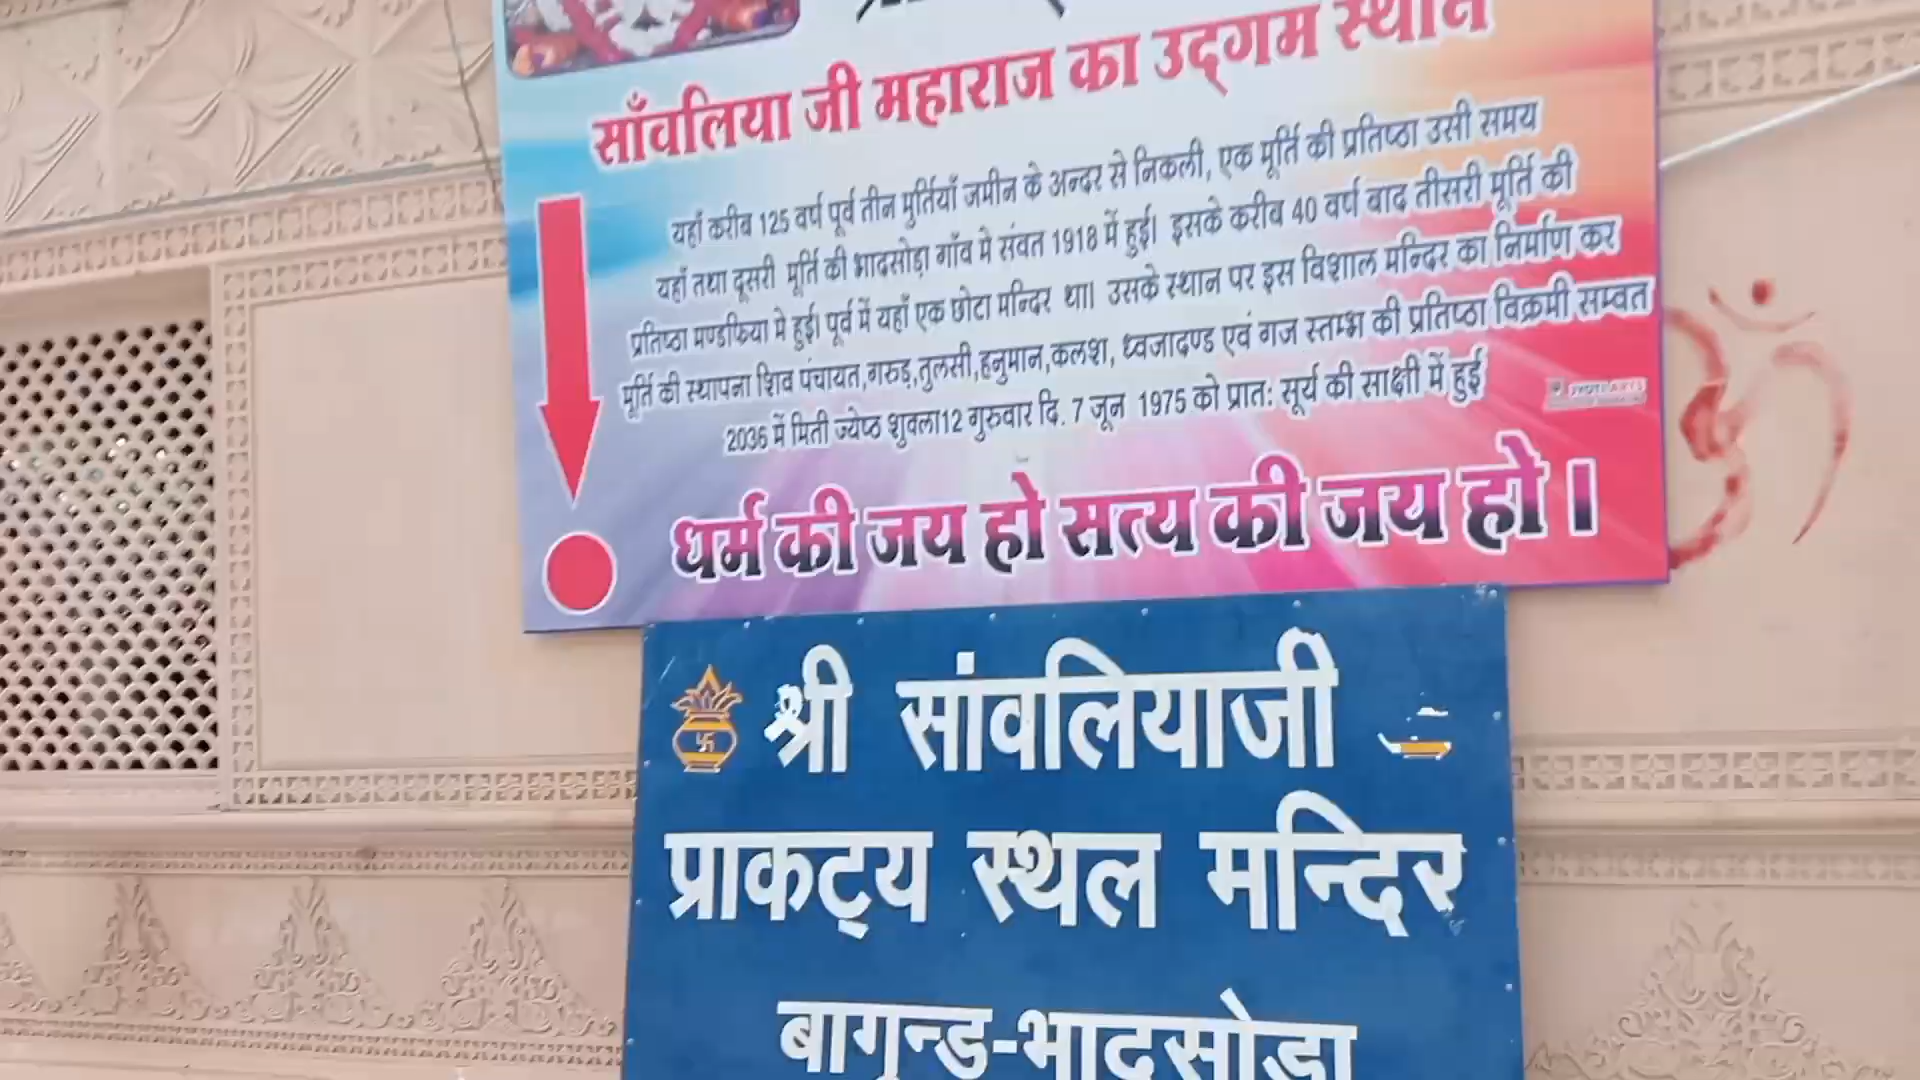 साँवलिया जी महाराज का उद्गम स्थान
यहाँ करीब 125 वर्ष पूर्व तीन मुर्तियाँ जमीन के अन्दर से निकली, एक मूर्ति की प्रतिष्ठा उसी समय
यहाँ तथा दूसरी मूर्ति की भादसोड़ा गाँव मे संवत 1918 में हुई। इसके करीब 40 वर्ष बाद तीसरी मूर्ति की
प्रतिष्ठा मण्डफिया मे हुई। पूर्व में यहाँ एक छोटा मन्दिर था। उसके स्थान पर इस विशाल मन्दिर का निर्माण कर
मूर्ति की स्थापना शिव पंचायत,गरुड़,तुलसी,हनुमान,कलश, ध्वजादण्ड एवं गज स्तम्भ की प्रतिष्ठा विक्रमी सम्वत
2036 में मिती ज्येष्ठ शुक्ला12 गुरुवार दि. 7 जून 1975 को प्रात: सूर्य की साक्षी में हुई
धर्म की जय हो सत्य की जय हो ।
श्री सांवलियाजी
प्राकट्य स्थल मन्दिर
बागुन्ड-भादसोडा
ॐ